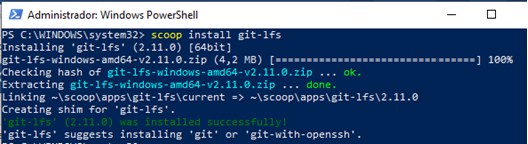 Administrador: Windows PowerShell
PS C:\WINDOWS\system32> scoop install git-lfs
Installing 'git-lfs' (2.11.0) [64bit]
git-lfs-windows-amd64-v2.11.0.zip (4,2 MB) [===================================] 100%
Checking hash of git-lfs-windows-amd64-v2.11.0.zip ... ok.
Extracting git-lfs-windows-amd64-v2.11.0.zip ... done.
Linking ~\scoop\apps\git-lfs\current => ~\scoop\apps\git-lfs\2.11.0
Creating shim for 'git-lfs'.
'git-lfs' (2.11.0) was installed successfully!
'git-lfs' suggests installing 'git' or 'git-with-openssh'.